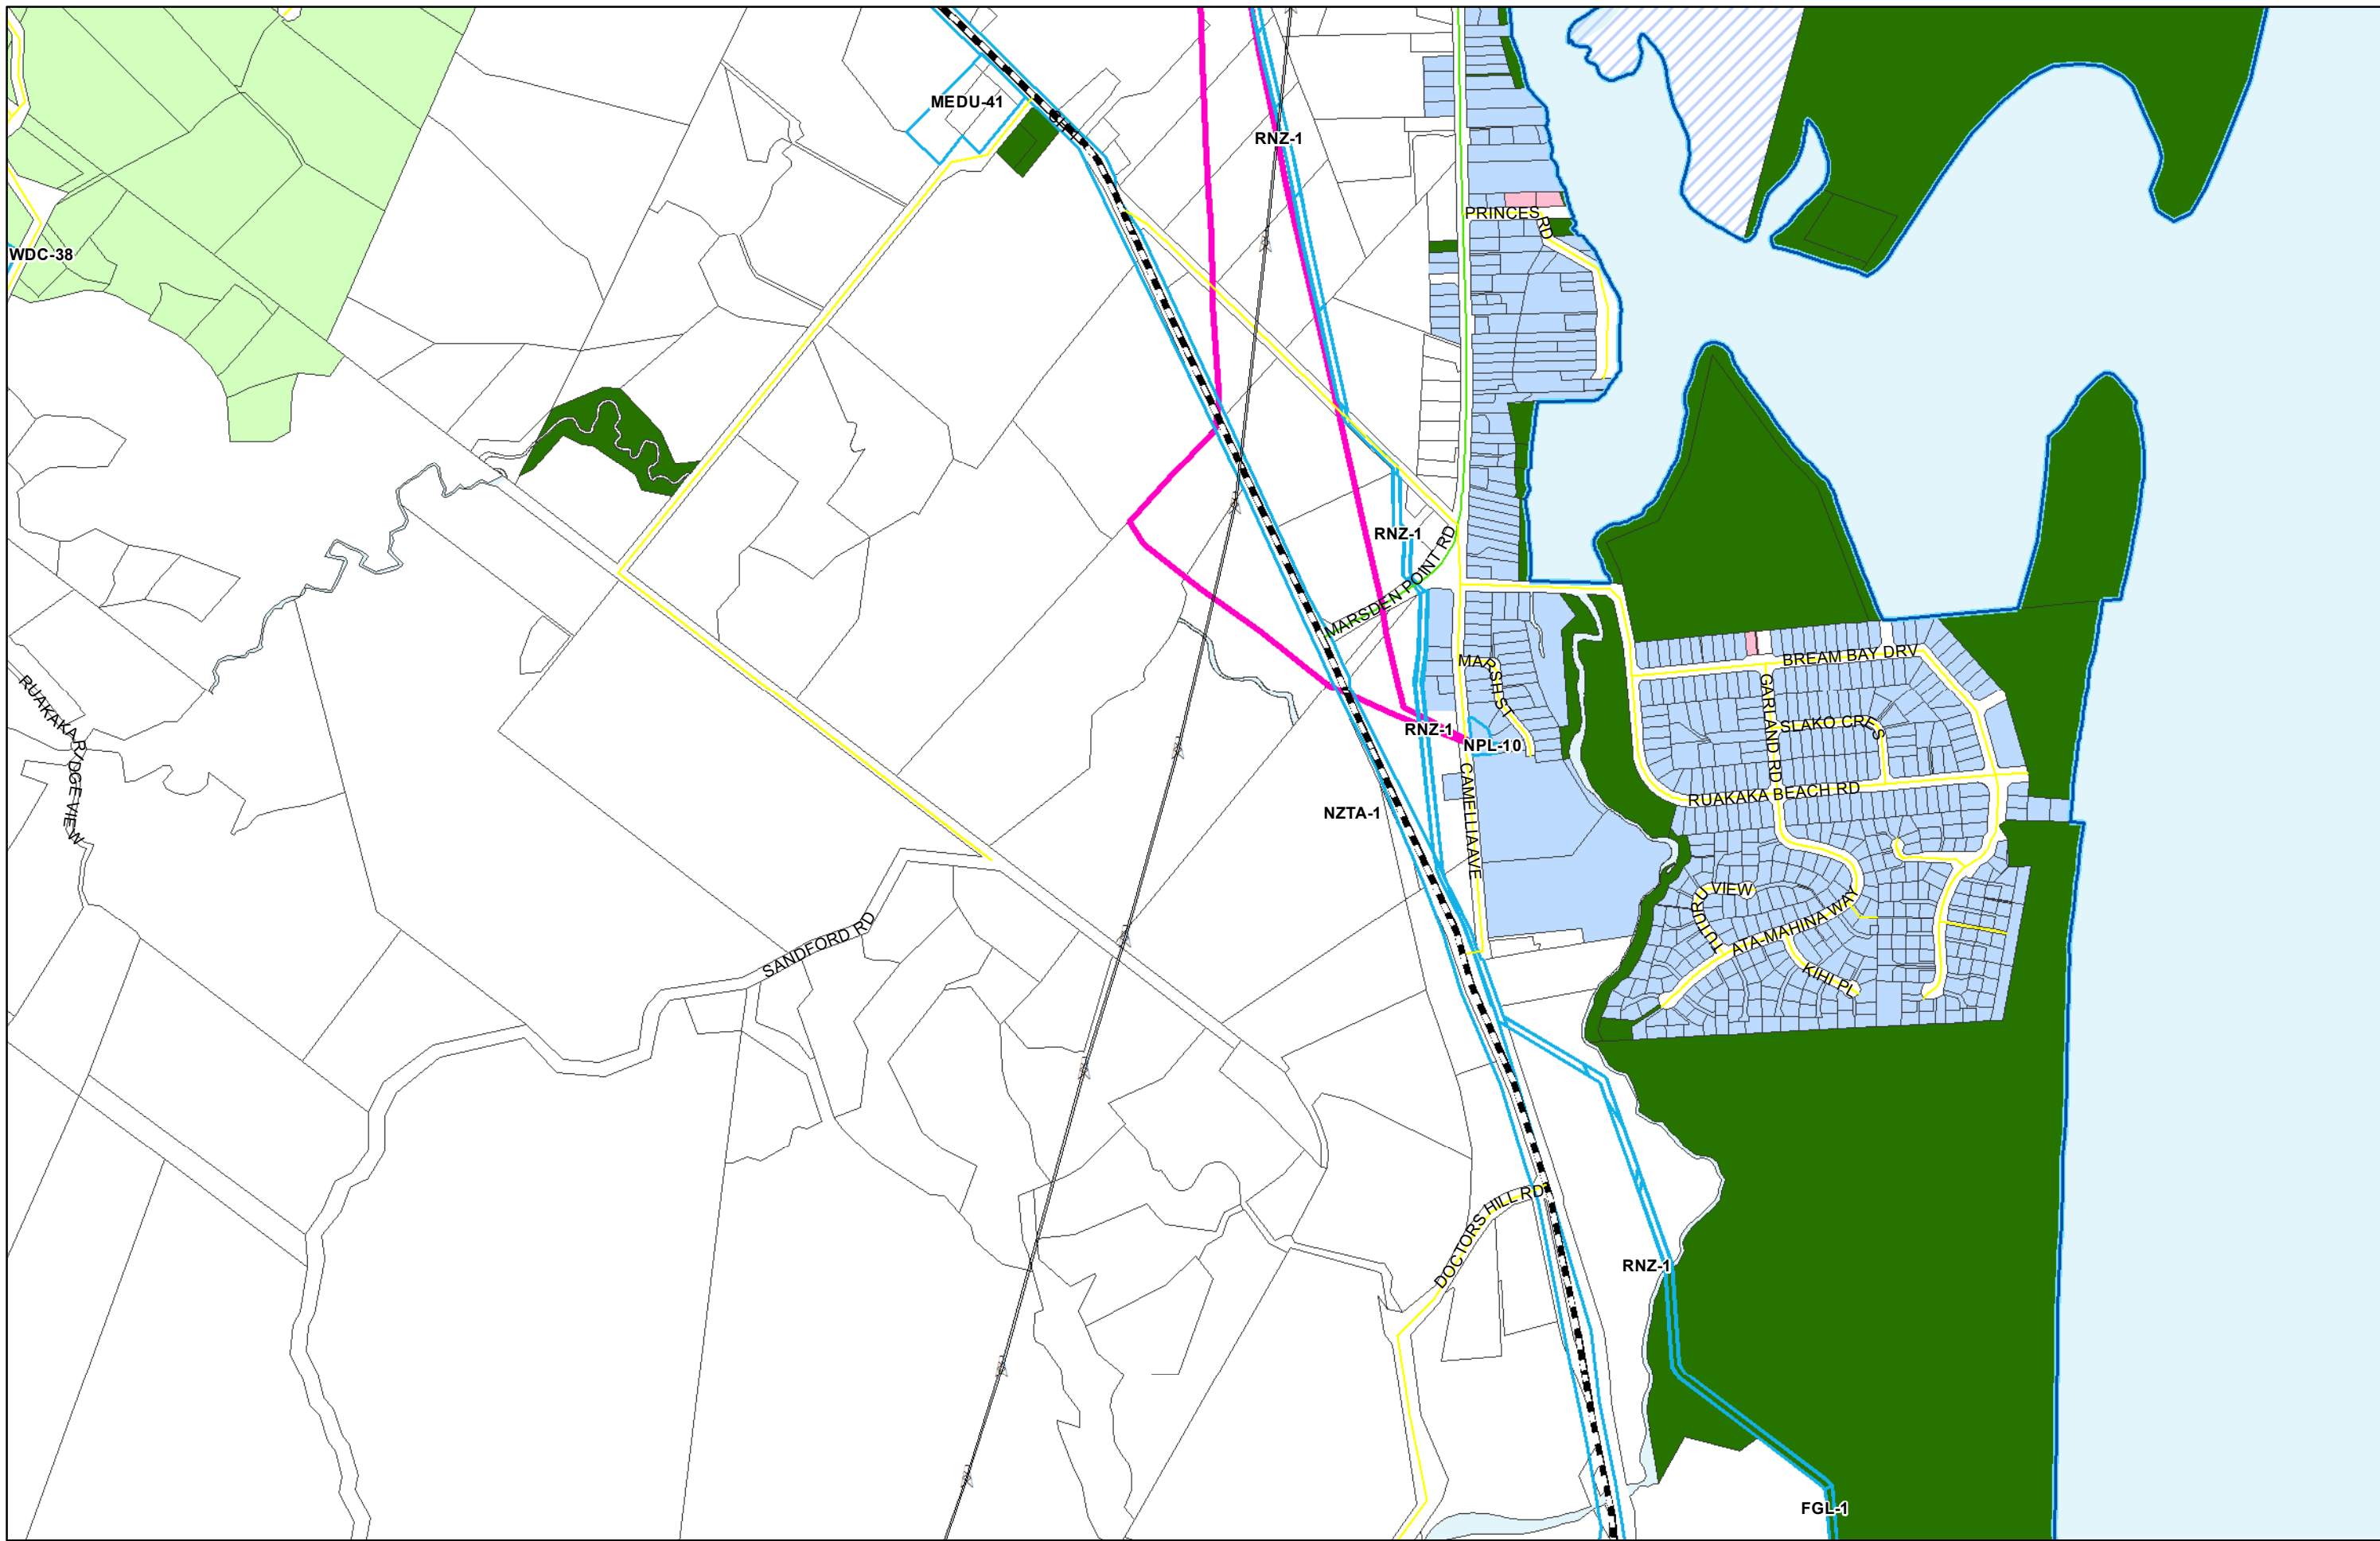 MEDU-41
RNZ-1
PRINCES RD
WDC-38
RNZ-1
MARSDEN POINT RD
BREAM BAY DRV
MARSH ST
GARLAND RD
SLAKO CRES
RUAKAKA RYDGE VIEW
RNZ-1
NPL-10
CAMELLIA AVE
RUAKAKA BEACH RD
NZTA-1
TUTURU VIEW
ATA-MAHINA WAY
SANDFORD RD
KIHI PL
DOCTORS HILL RD
RNZ-1
FGL-1